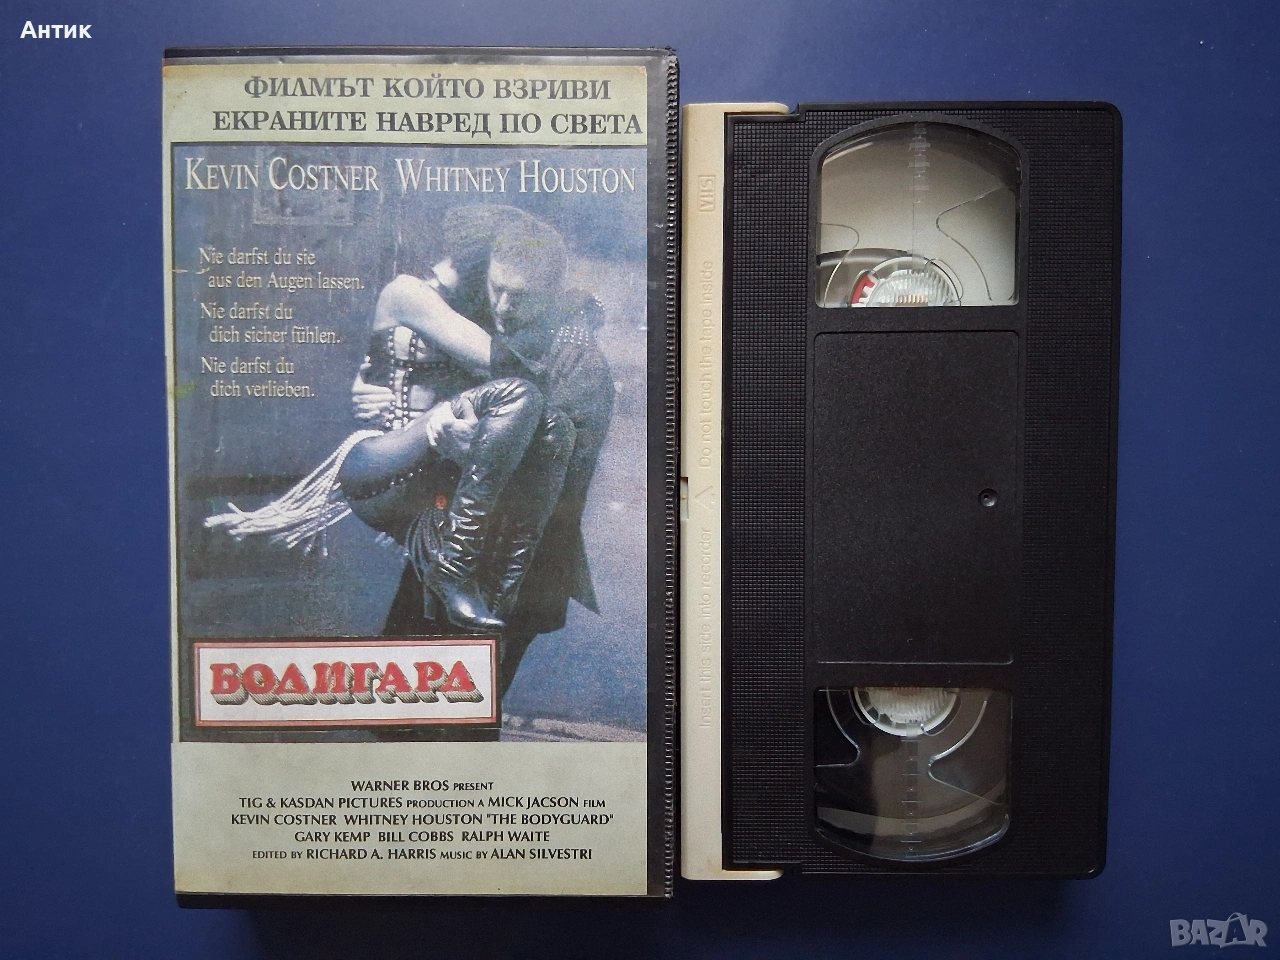 Антик
ФИЛМЪТ КОЙТО ВЗРИВИ
ЕКРАНИТЕ НАВРЕД ПО СВЕТА
KEVIN COSTNER WHITNEY HOUSTON
Nie darfst du sie
aus den Augen lassen.
Nie darfst du
dich sicher fühlen.
Nie darfst du
dich verlieben.
БОДИГАРД
WARNER BROS PRESENT
TIG & KASDAN PICTURES PRODUCTION A MICK JACSON FILM
KEVIN COSTNER WHITNEY HOUSTON "THE BODYGUARD"
GARY KEMP BILL COBBS RALPH WAITE
EDITED BY RICHARD A. HARRIS MUSIC BY ALAN SILVESTRI
VHS
Do not touch the tape inside
Insert this side into recorder
BAZAR